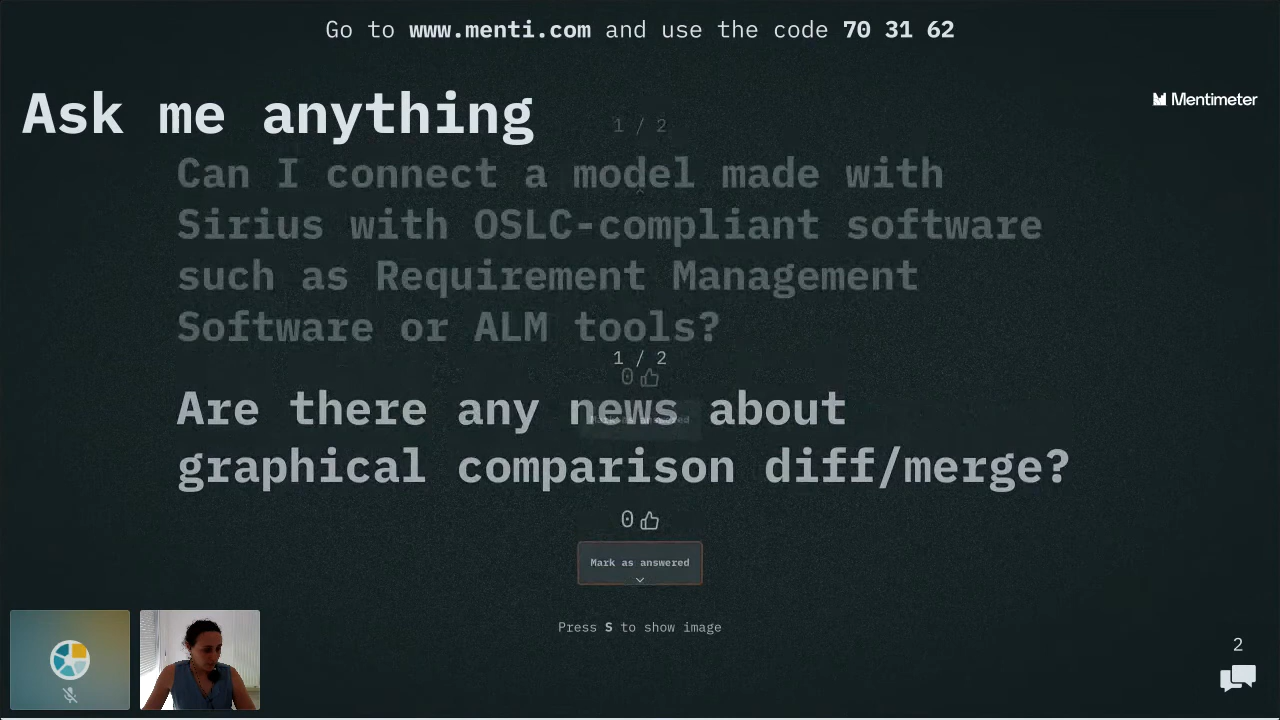 Go to www.menti.com and use the code 70 31 62
Ask me anything
Mentimeter
1 / 2
Can I connect a model made with
Sirius with OSLC-compliant software
such as Requirement Management
Software or ALM tools?
1 / 2
0
Are there any news about
graphical comparison diff/merge?
0
Mark as answered
Press S to show image
2